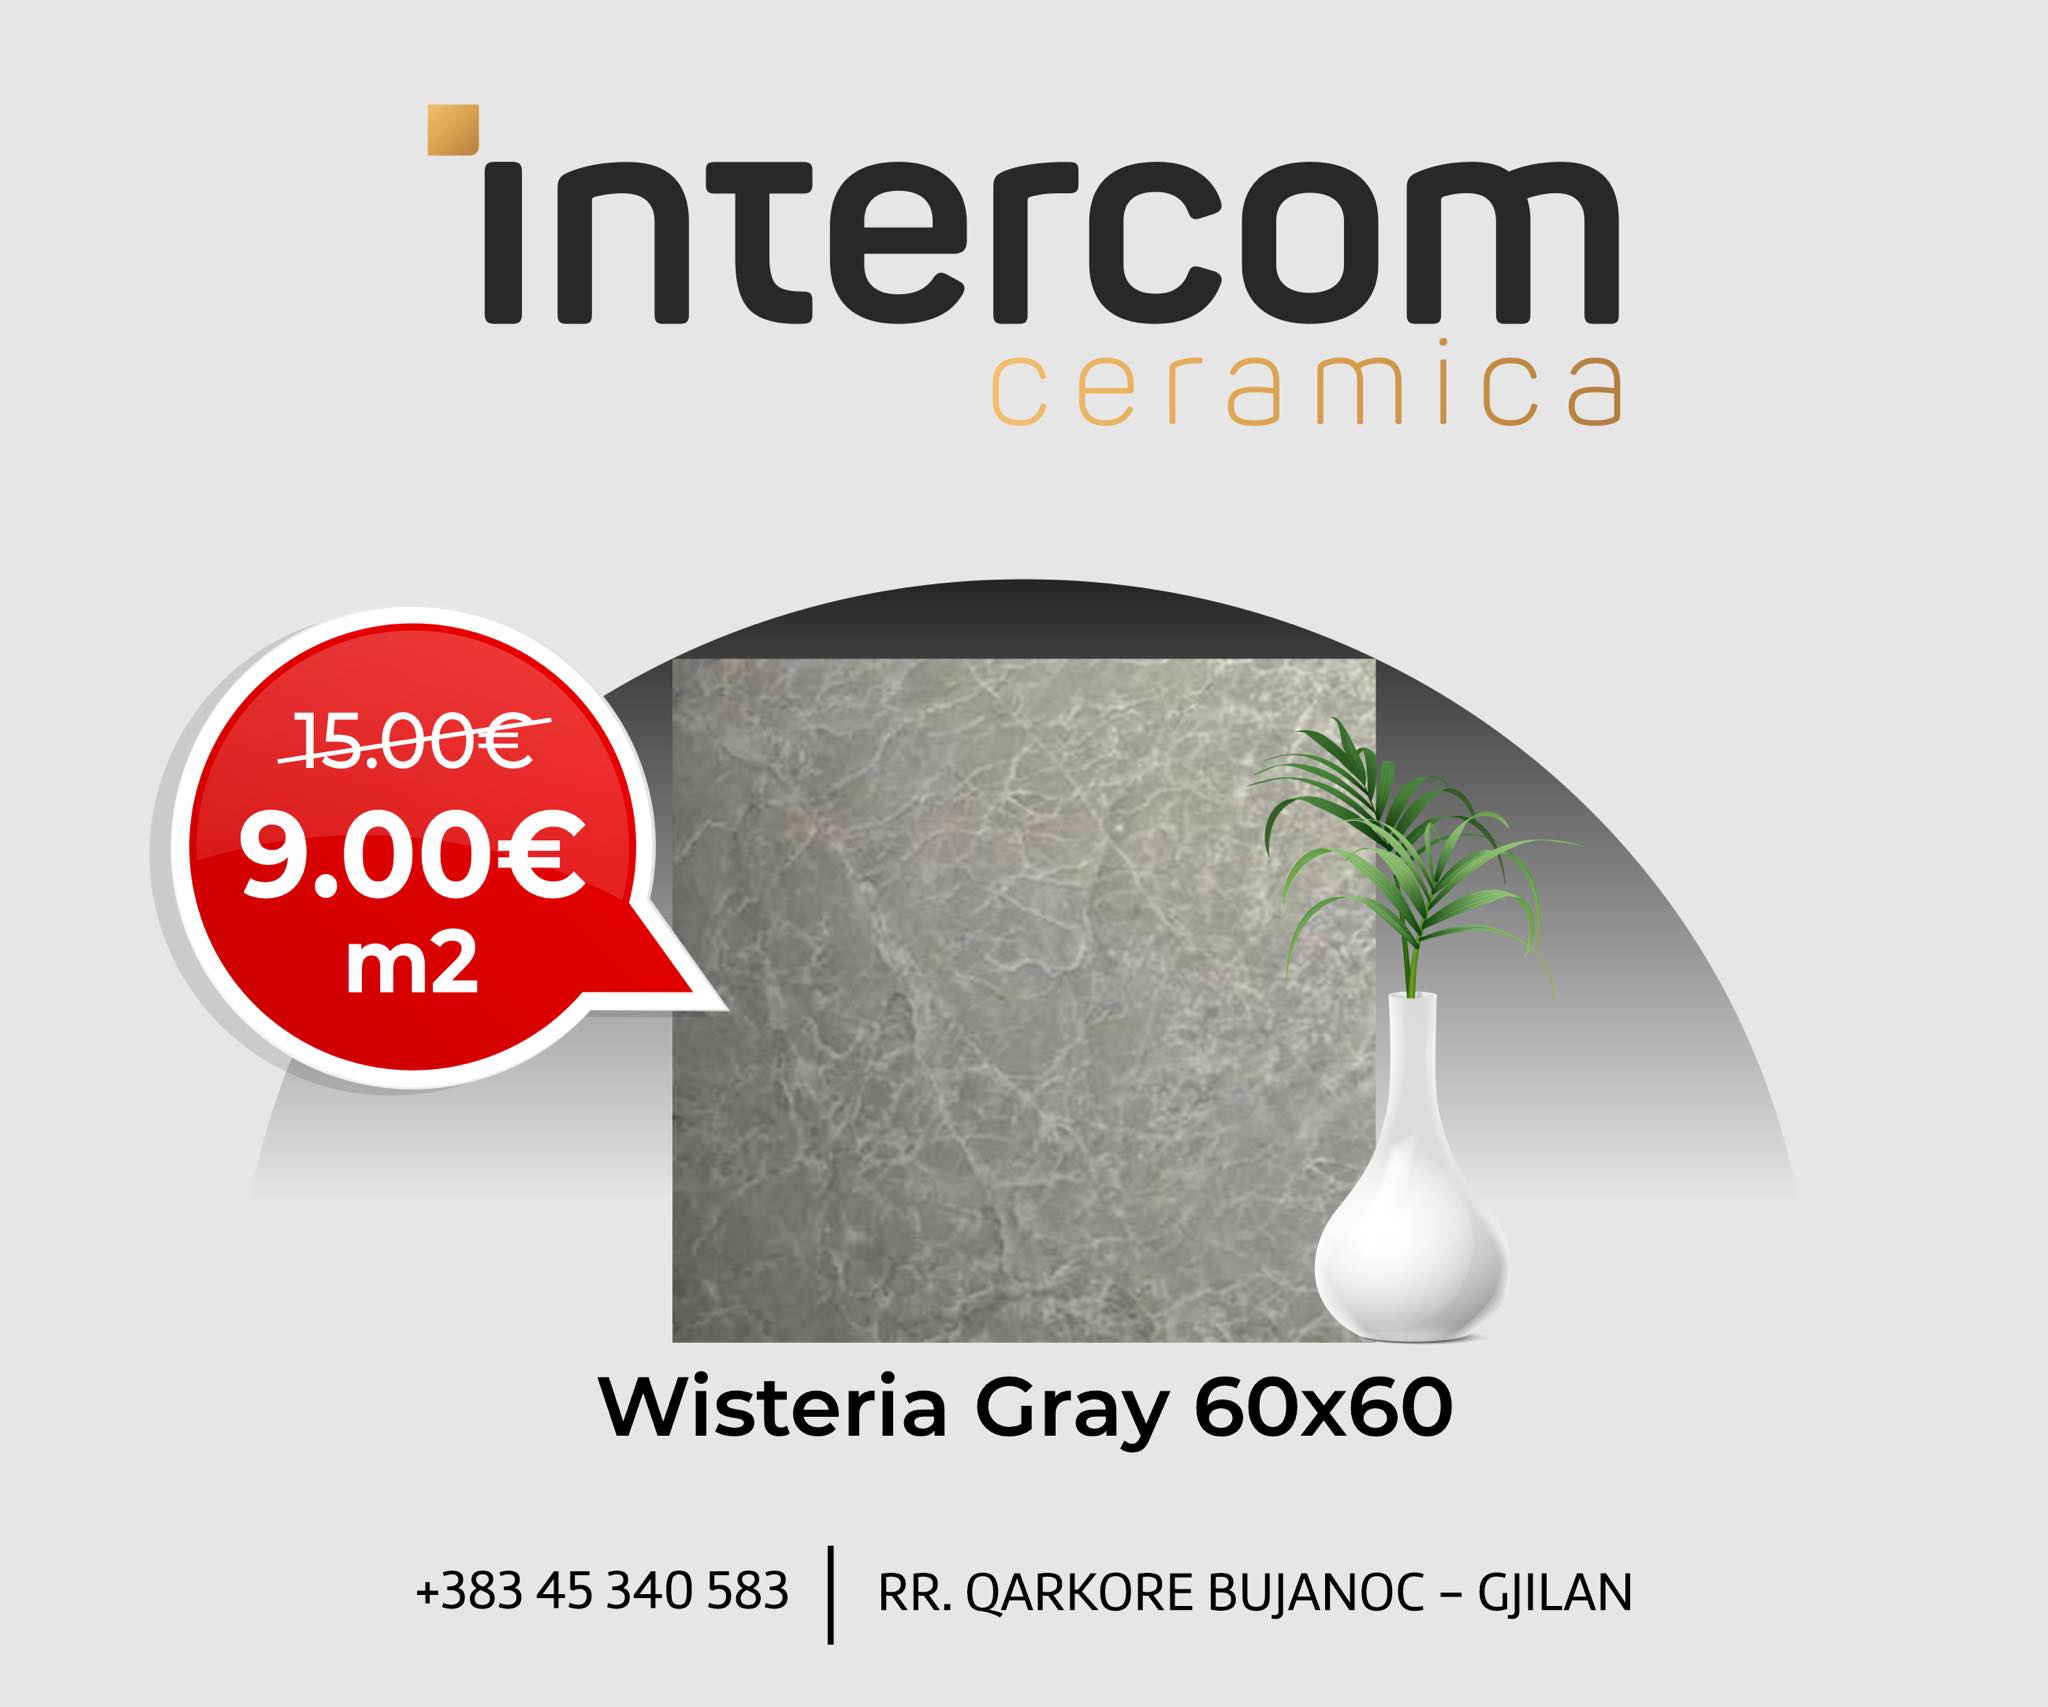 intercom
ceramica
15.00€
9.00€
m2
Wisteria Gray 60x60
+383 45 340 583
RR. QARKORE BUJANOC - GJILAN